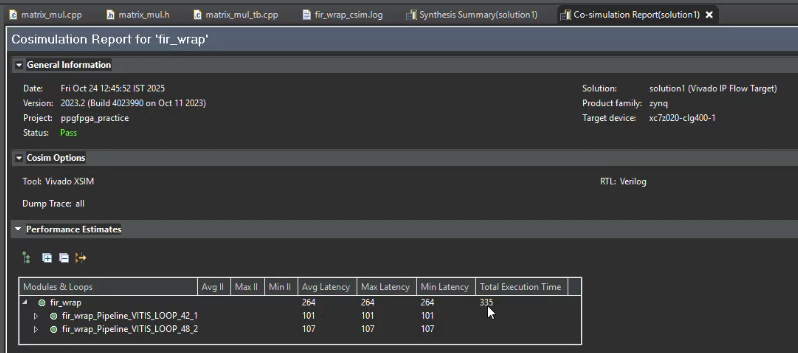 matrix_mul.cpp matrix_mul.h matrix_mul_tb.cpp fir_wrap_csim.log Synthesis Summary(solution1) Co-simulation Report(solution1)
Cosimulation Report for 'fir_wrap'
General Information
Date: Fri Oct 24 12:45:52 IST 2025 Solution: solution1 (Vivado IP Flow Target)
Version: 2023.2 (Build 4023990 on Oct 11 2023) Product family: zynq
Project: ppgfpga_practice Target device: xc7z020-clg400-1
Status: Pass
Cosim Options
Tool: Vivado XSIM RTL: Verilog
Dump Trace: all
Performance Estimates
Modules & Loops Avg II Max II Min II Avg Latency Max Latency Min Latency Total Execution Time
fir_wrap 264 264 264 335
fir_wrap_Pipeline_VITIS_LOOP_42_1 101 101 101
fir_wrap_Pipeline_VITIS_LOOP_48_2 107 107 107